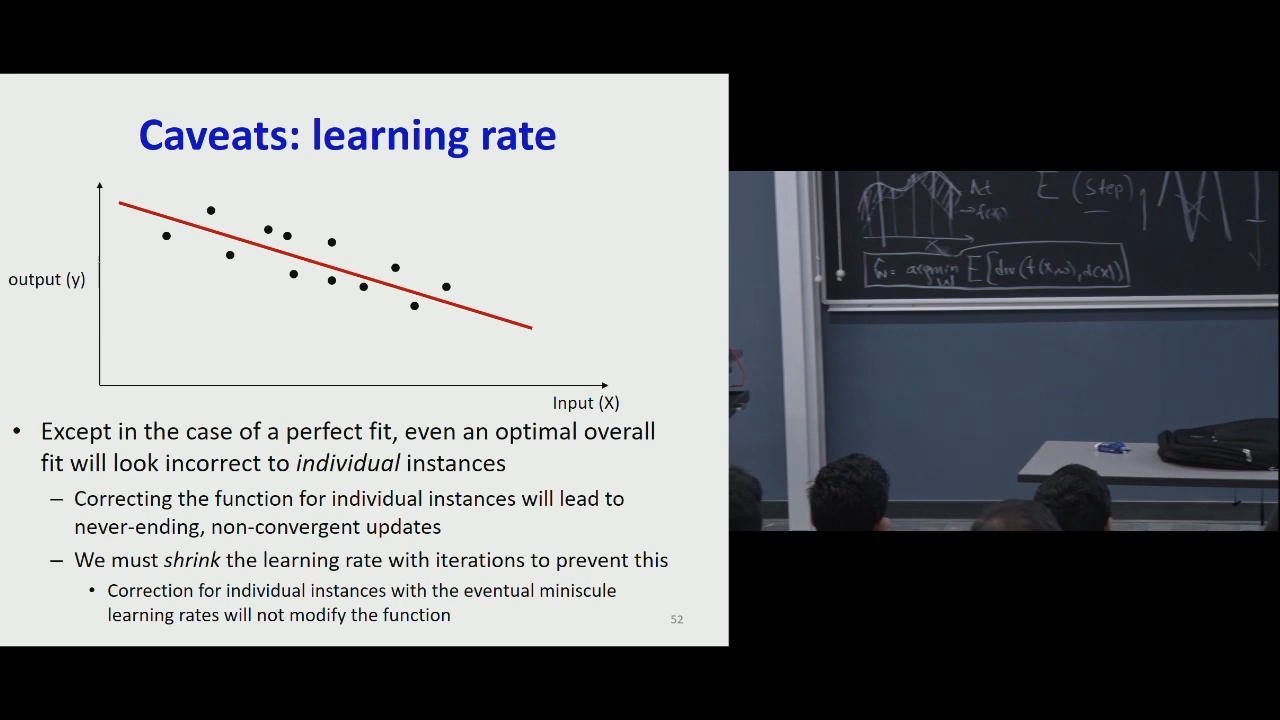 Caveats: learning rate
output (y)
Input (X)
• Except in the case of a perfect fit, even an optimal overall
fit will look incorrect to individual instances
– Correcting the function for individual instances will lead to
never-ending, non-convergent updates
– We must shrink the learning rate with iterations to prevent this
• Correction for individual instances with the eventual miniscule
learning rates will not modify the function
52
Act
→f(x)
E (Step),
X
Ŵ = argmin E[div(f(x,w),d(x)]
W